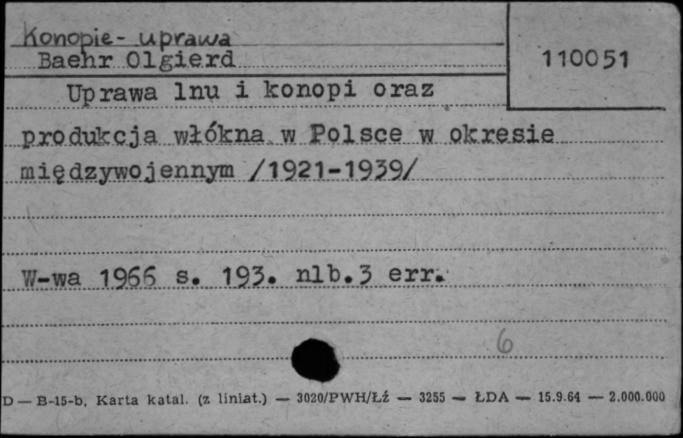 Konopie - uprawa
Baehr Olgierd
110051
Uprawa lnu i konopi oraz
produkcja włókna w Polsce w okresie
międzywojennym /1921-1939/
W-wa 1966 s. 193. nlb.3 err.
6
D — B-15-b, Karta katal. (z liniat.) — 3020/PWH/Łź — 3255 — ŁDA — 15.9.64 — 2.000.000